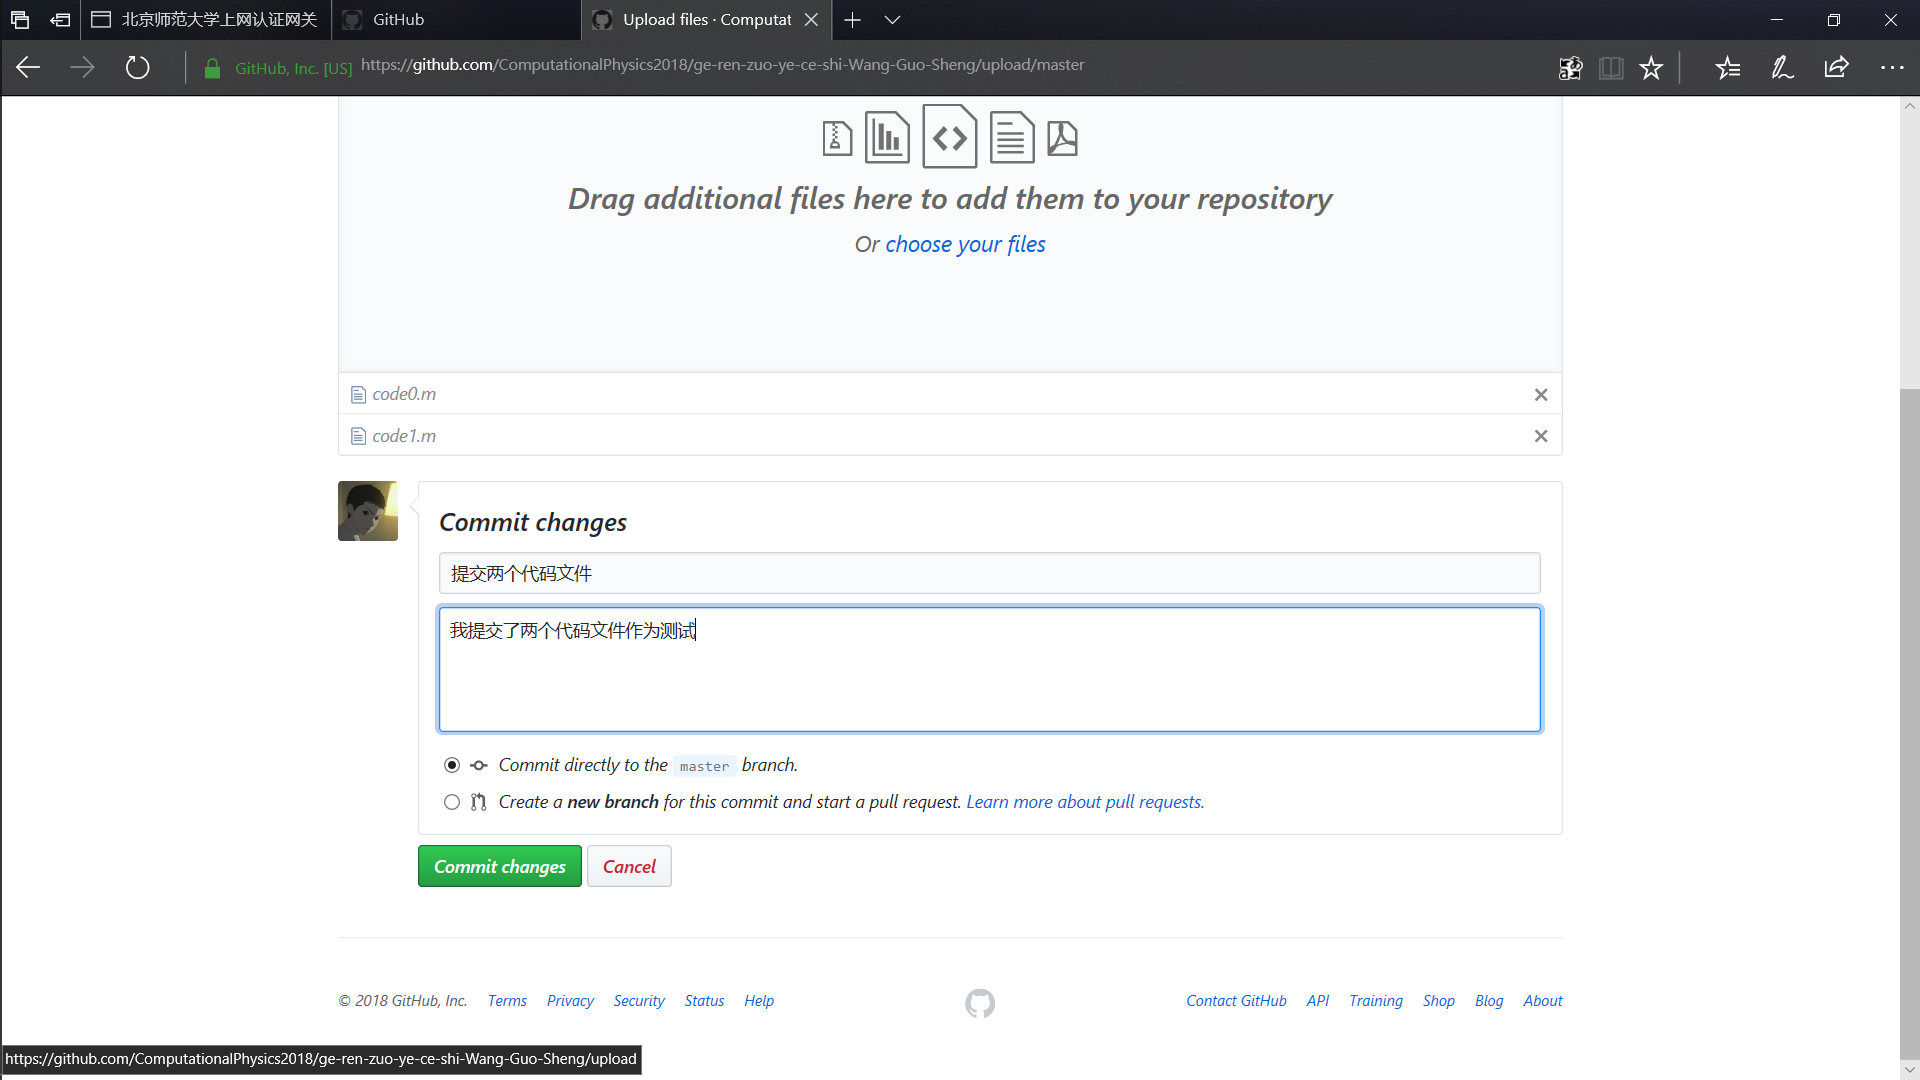 北京师范大学上网认证网关
GitHub
Upload files · Computat
GitHub, Inc. [US]
https://github.com/ComputationalPhysics2018/ge-ren-zuo-ye-ce-shi-Wang-Guo-Sheng/upload/master
Drag additional files here to add them to your repository
Or choose your files
code0.m
code1.m
Commit changes
提交两个代码文件
我提交了两个代码文件作为测试
Commit directly to the master branch.
Create a new branch for this commit and start a pull request. Learn more about pull requests.
Commit changes
Cancel
© 2018 GitHub, Inc. Terms Privacy Security Status Help
Contact GitHub API Training Shop Blog About
https://github.com/ComputationalPhysics2018/ge-ren-zuo-ye-ce-shi-Wang-Guo-Sheng/upload